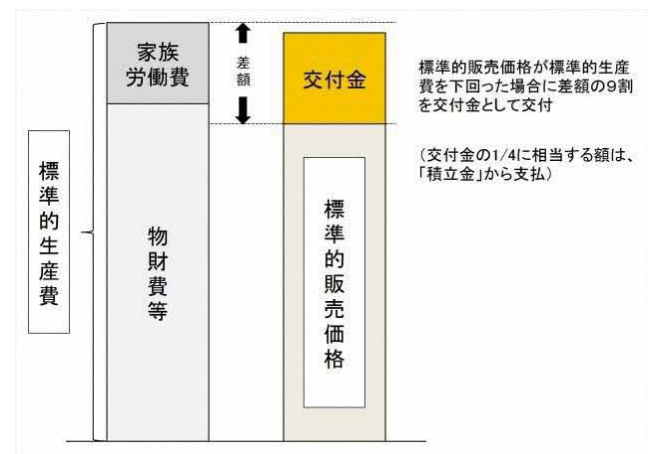 家族
労働費
差額
交付金
標準的販売価格が標準的生産
費を下回った場合に差額の9割
を交付金として交付
(交付金の1/4に相当する額は、
「積立金」から支払)
標準的生産費
物財費等
標準的販売価格